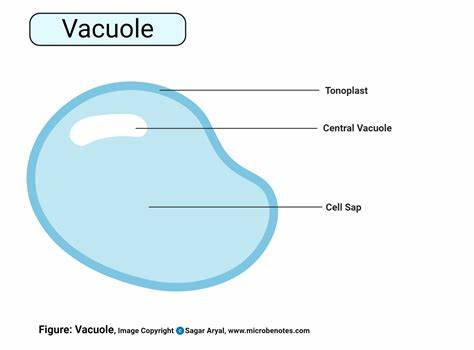 Vacuole
Tonoplast
Central Vacuole
Cell Sap
Figure: Vacuole, Image Copyright © Sagar Aryal, www.microbenotes.com